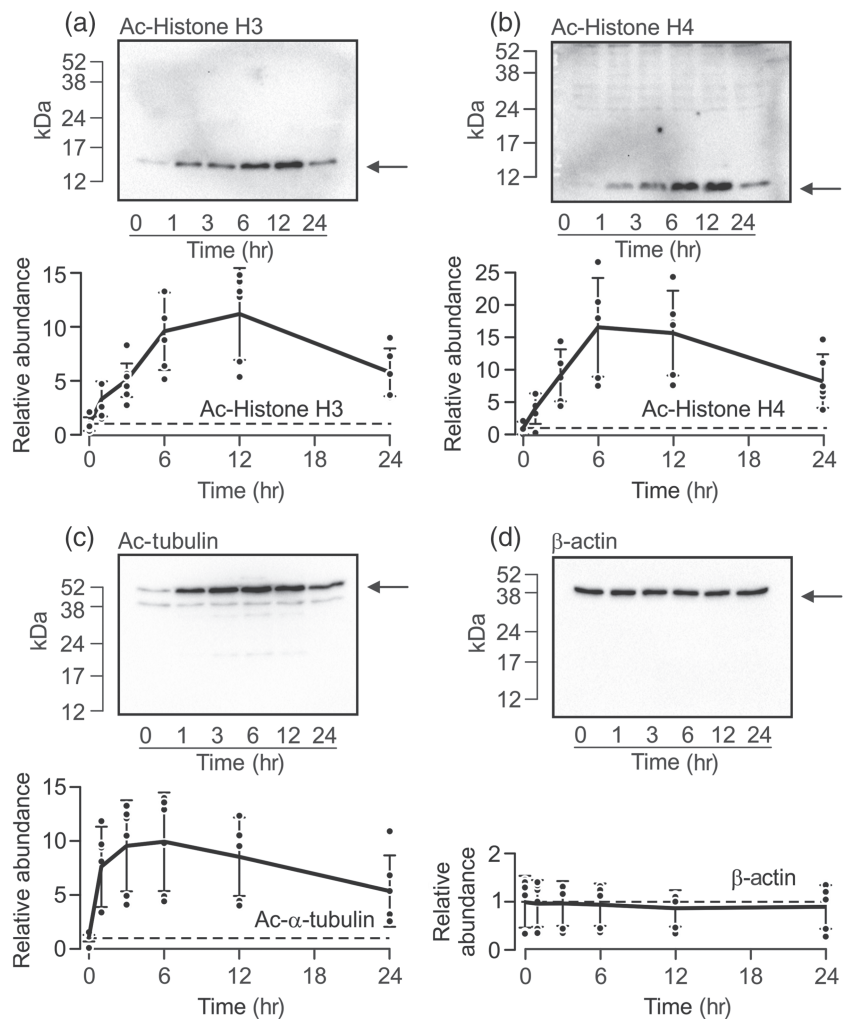 (a)
Ac-Histone H3
kDa
52
38
24
17
12
0 1 3 6 12 24
Time (hr)
Relative abundance
15
10
5
0
Ac-Histone H3
0 6 12 18 24
Time (hr)
(b)
Ac-Histone H4
kDa
52
38
24
17
12
0 1 3 6 12 24
Time (hr)
Relative abundance
25
20
15
10
5
0
Ac-Histone H4
0 6 12 18 24
Time (hr)
(c)
Ac-tubulin
kDa
52
38
24
17
12
0 1 3 6 12 24
Time (hr)
Relative abundance
15
10
5
0
Ac-α-tubulin
0 6 12 18 24
Time (hr)
(d)
β-actin
kDa
52
38
24
17
12
0 1 3 6 12 24
Time (hr)
Relative
abundance
2
1
0
β-actin
0 6 12 18 24
Time (hr)